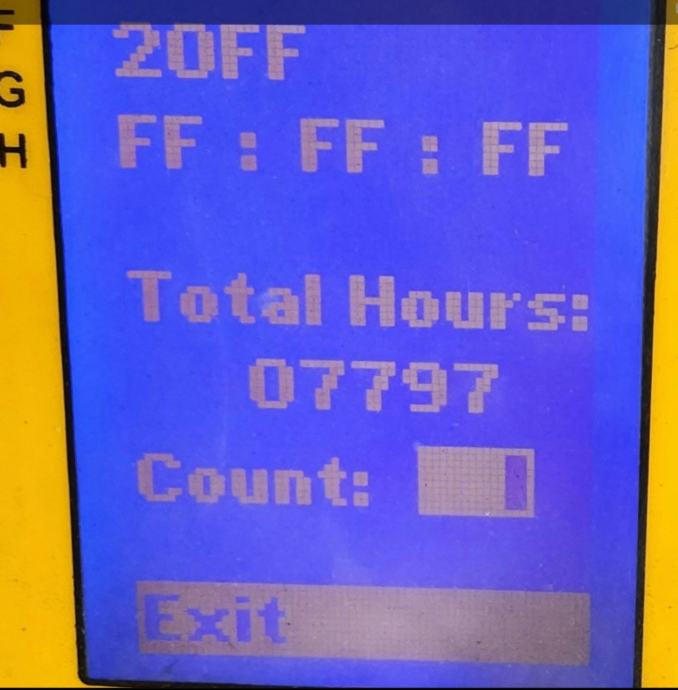 G
H
20FF
FF : FF : FF
Total Hours:
07797
Count:
Exit